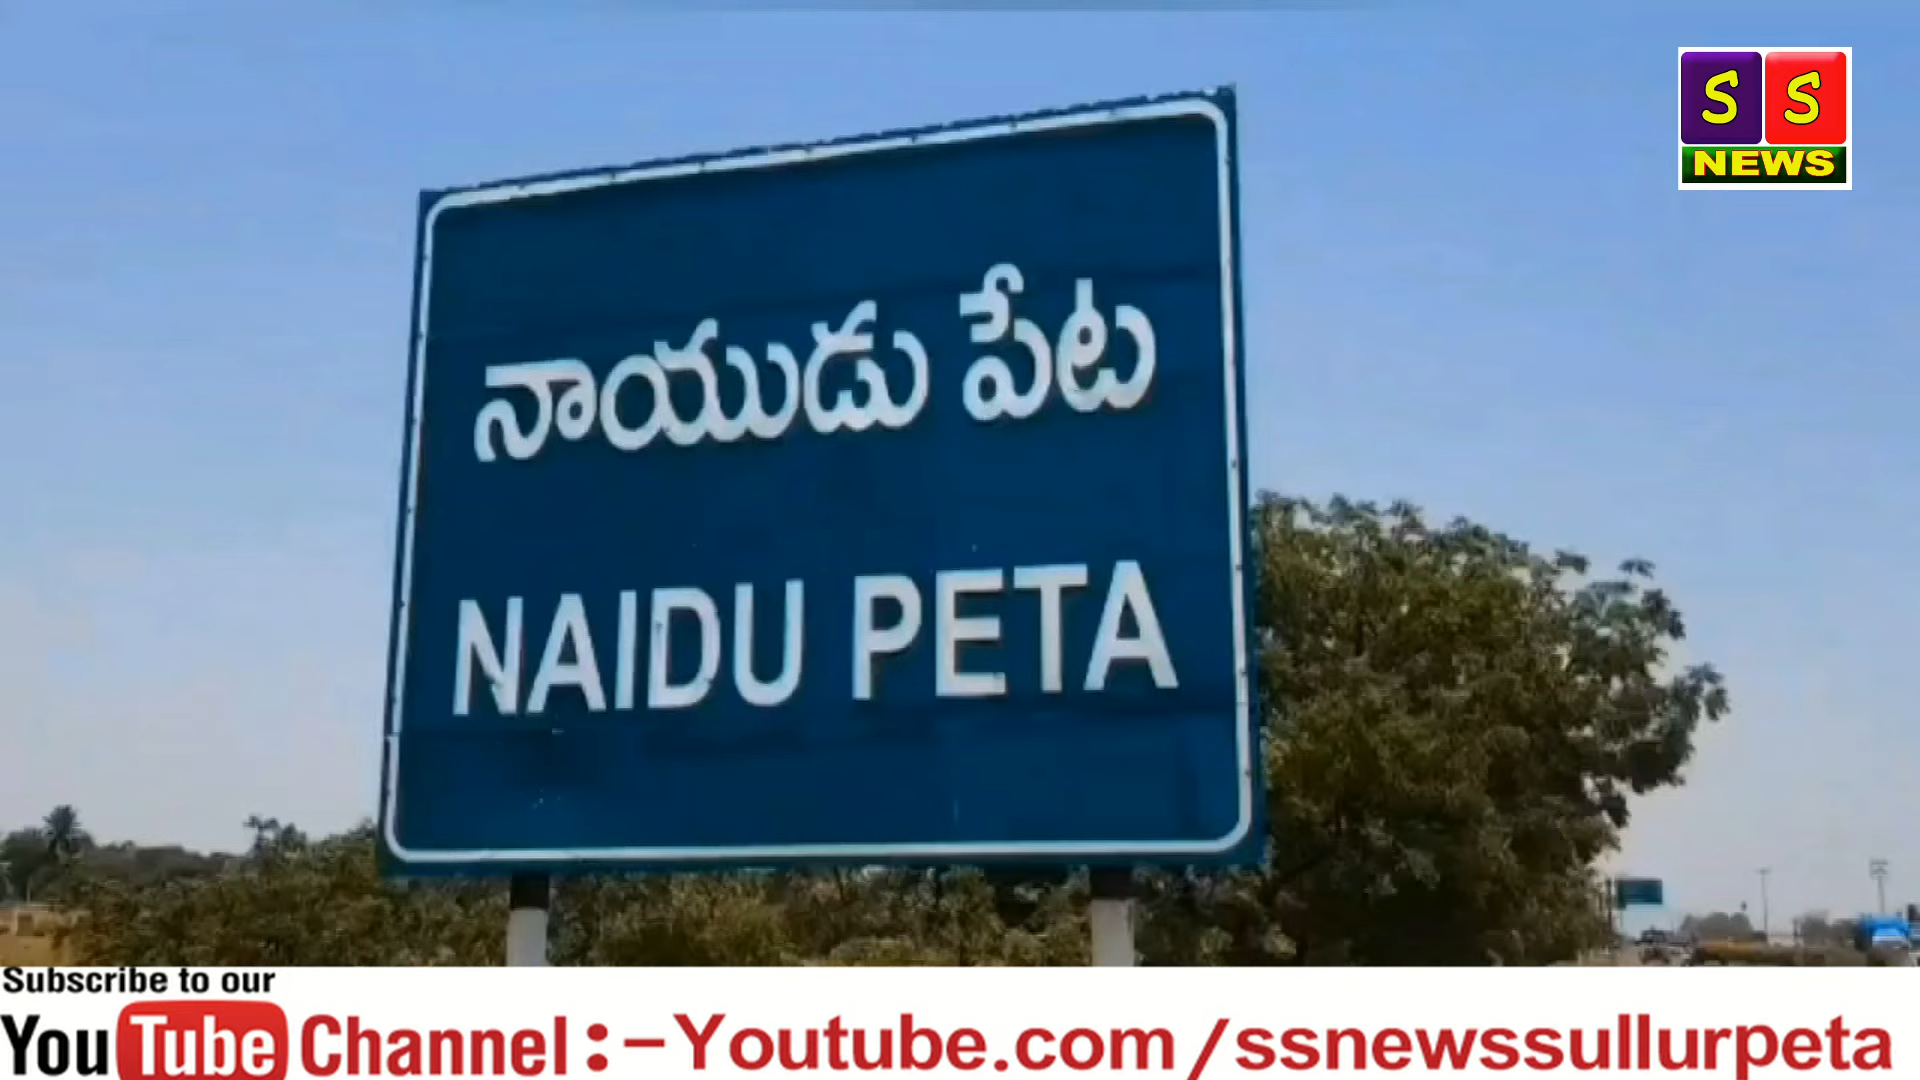 S S
NEWS
నాయుడు పేట
NAIDU PETA
Subscribe to our
YouTube Channel :-Youtube.com/ssnewssullurpeta